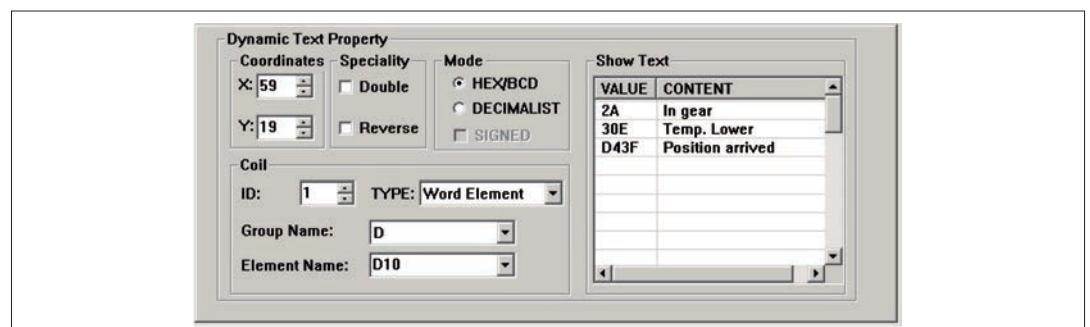 Dynamic Text Property
Coordinates
X: 59
Y: 19
Speciality
Double
Reverse
Mode
HEX/BCD
DECIMALIST
SIGNED
Coil
ID: 1 TYPE: Word Element
Group Name: D
Element Name: D10
Show Text
VALUE CONTENT
2A In gear
30E Temp. Lower
D43F Position arrived